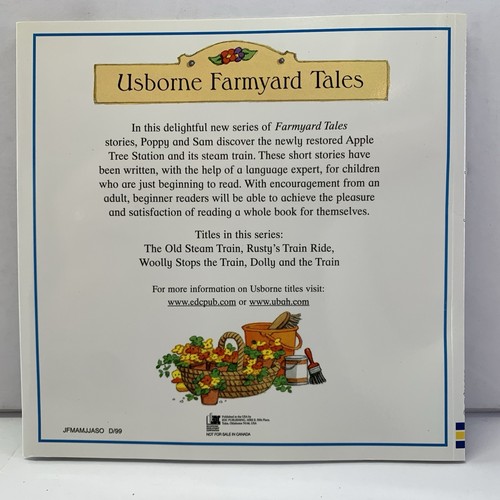 Usborne Farmyard Tales
In this delightful new series of Farmyard Tales
stories, Poppy and Sam discover the newly restored Apple
Tree Station and its steam train. These short stories have
been written, with the help of a language expert, for children
who are just beginning to read. With encouragement from an
adult, beginner readers will be able to achieve the pleasure
and satisfaction of reading a whole book for themselves.
Titles in this series:
The Old Steam Train, Rusty's Train Ride,
Woolly Stops the Train, Dolly and the Train
For more information on Usborne titles visit:
www.edcpub.com or www.ubah.com
Published in the USA by
NOT FOR SALE IN CANADA
JFMAMJJASO D/99